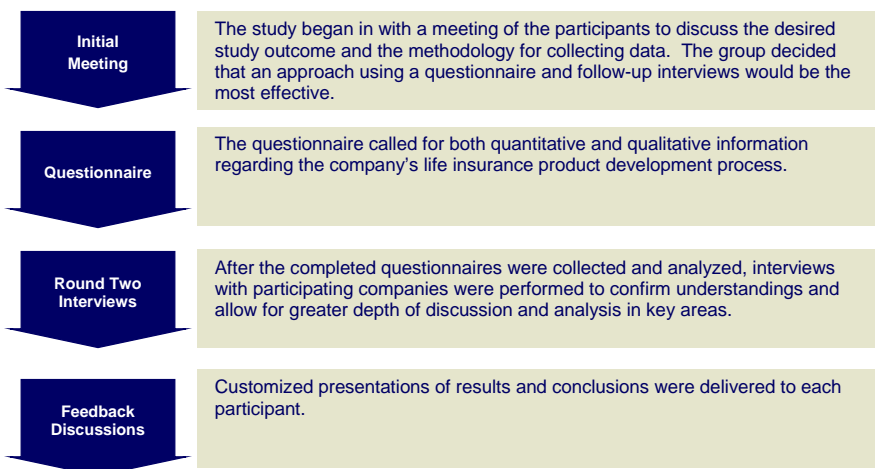 Initial
Meeting
The study began in with a meeting of the participants to discuss the desired
study outcome and the methodology for collecting data.  The group decided
that an approach using a questionnaire and follow-up interviews would be the
most effective.
Questionnaire
The questionnaire called for both quantitative and qualitative information
regarding the company's life insurance product development process.
Round Two
Interviews
After the completed questionnaires were collected and analyzed, interviews
with participating companies were performed to confirm understandings and
allow for greater depth of discussion and analysis in key areas.
Feedback
Discussions
Customized presentations of results and conclusions were delivered to each
participant.